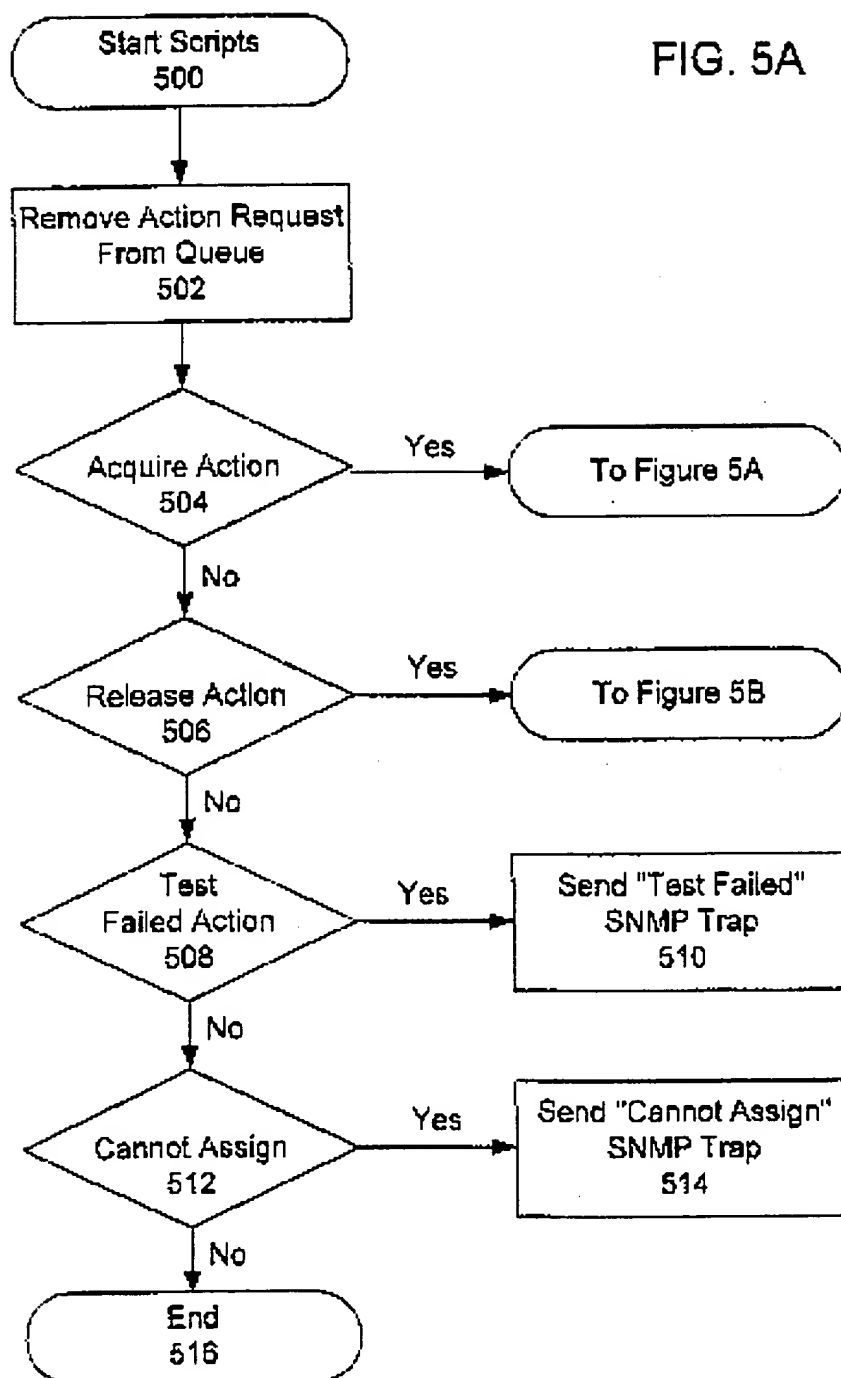 FIG. 5A
Start Scripts
500
Remove Action Request
From Queue
502
Acquire Action
504
Yes
To Figure 5A
No
Release Action
506
Yes
To Figure 5B
No
Test
Failed Action
508
Yes
Send "Test Failed"
SNMP Trap
510
No
Cannot Assign
512
Yes
Send "Cannot Assign"
SNMP Trap
514
No
End
516